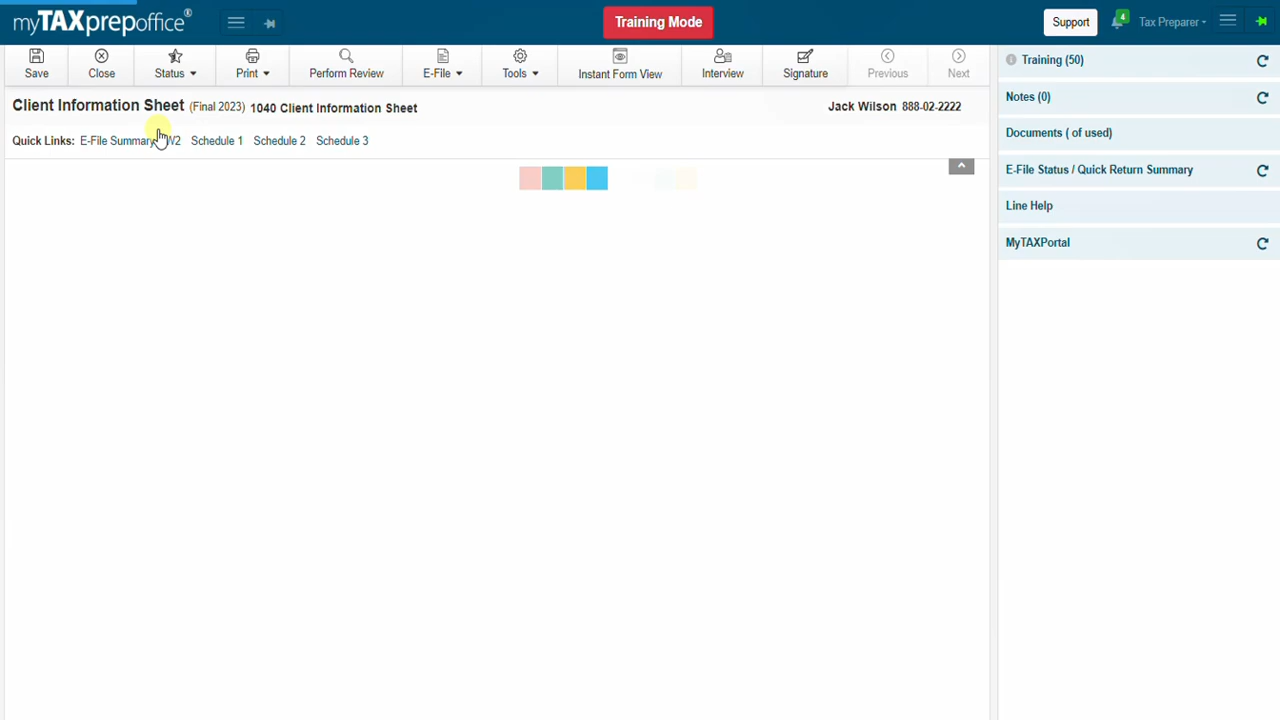 myTAXprepoffice®
Training Mode
Support
4
Tax Preparer
Save
Close
Status
Print
Perform Review
E-File
Tools
Instant Form View
Interview
Signature
Previous
Next
Client Information Sheet (Final 2023) 1040 Client Information Sheet
Jack Wilson 888-02-2222
Quick Links: E-File Summary W2 Schedule 1 Schedule 2 Schedule 3
Training (50)
Notes (0)
Documents ( of used)
E-File Status / Quick Return Summary
Line Help
MyTAXPortal